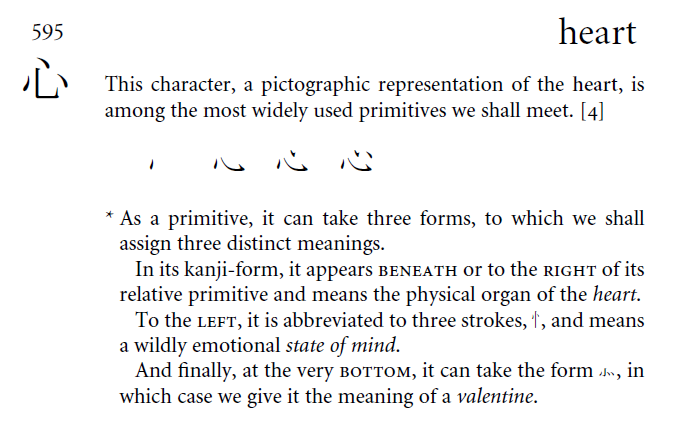 595 heart
心 This character, a pictographic representation of the heart, is
among the most widely used primitives we shall meet. [4]
* As a primitive, it can take three forms, to which we shall
assign three distinct meanings.
In its kanji-form, it appears BENEATH or to the RIGHT of its
relative primitive and means the physical organ of the heart.
To the LEFT, it is abbreviated to three strokes, 忄, and means
a wildly emotional state of mind.
And finally, at the very BOTTOM, it can take the form ⺗, in
which case we give it the meaning of a valentine.